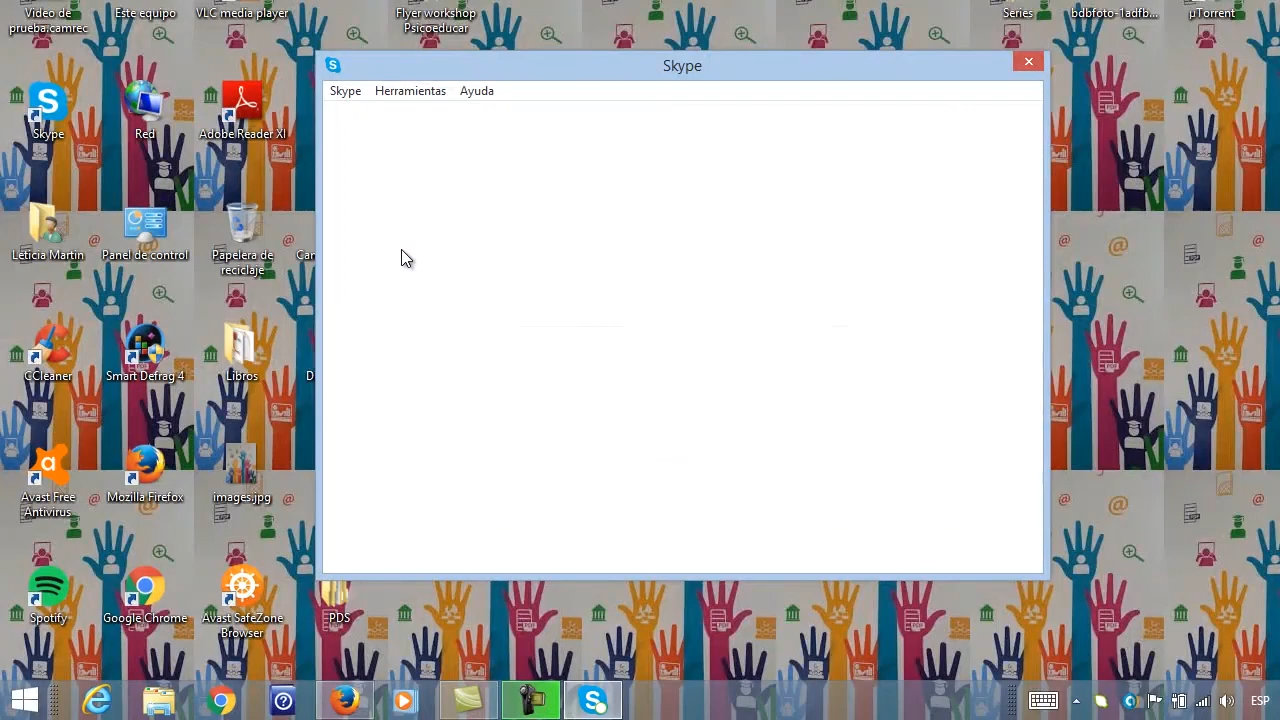 Video de
prueba.camrec
Este equipo
VLC media player
Flyer workshop
Psicoeducar
Series
bdbfoto-1adfb...
µTorrent
Skype
Skype
Herramientas
Ayuda
Skype
Red
Adobe Reader XI
Leticia Martin
Panel de control
Papelera de
reciclaje
Car
CCleaner
Smart Defrag 4
Libros
D
Avast Free
Antivirus
Mozilla Firefox
images.jpg
Spotify
Google Chrome
Avast SafeZone
Browser
PDS
ESP